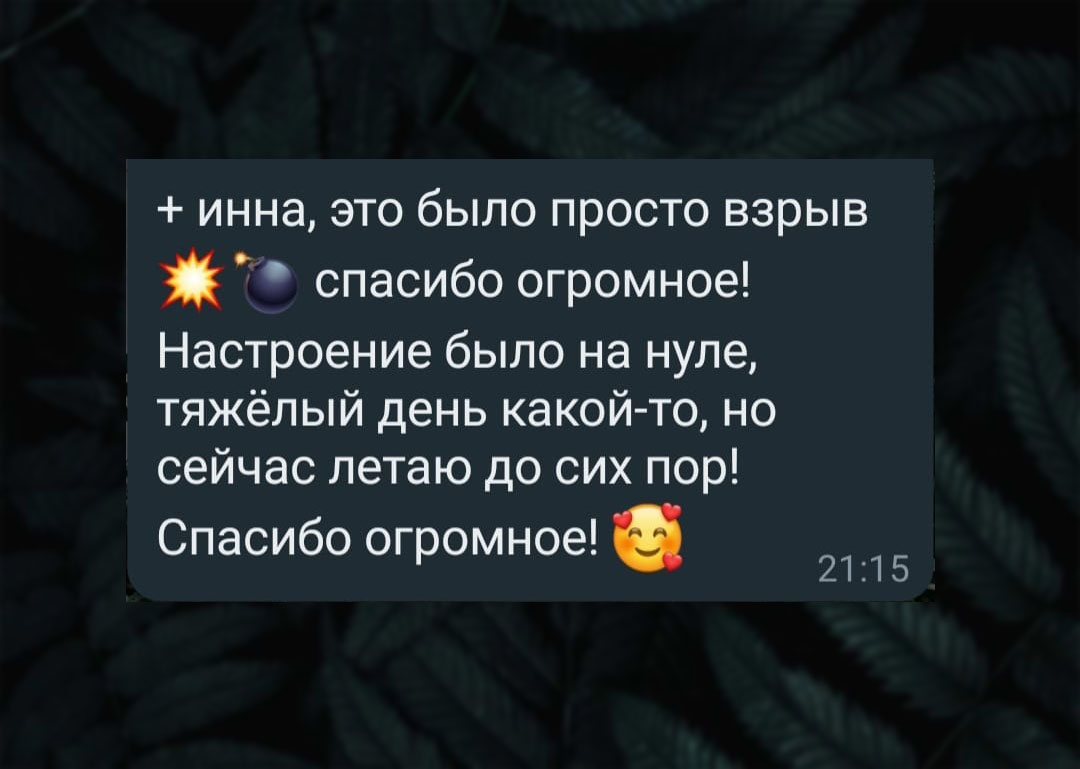 + инна, это было просто взрыв
💥💣 спасибо огромное!
Настроение было на нуле,
тяжёлый день какой-то, но
сейчас летаю до сих пор!
Спасибо огромное! 🥰
21:15